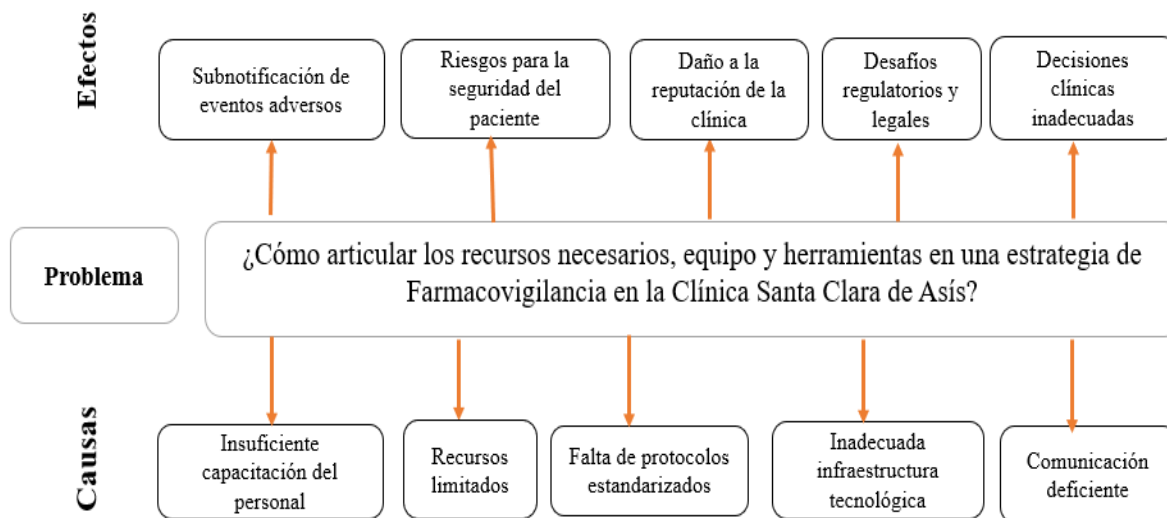 Efectos
Subnotificación de
eventos adversos
Riesgos para la
seguridad del
paciente
Daño a la
reputación de la
clínica
Desafíos
regulatorios y
legales
Decisiones
clínicas
inadecuadas
Problema
¿Cómo articular los recursos necesarios, equipo y herramientas en una estrategia de
Farmacovigilancia en la Clínica Santa Clara de Asís?
Causas
Insuficiente
capacitación del
personal
Recursos
limitados
Falta de protocolos
estandarizados
Inadecuada
infraestructura
tecnológica
Comunicación
deficiente